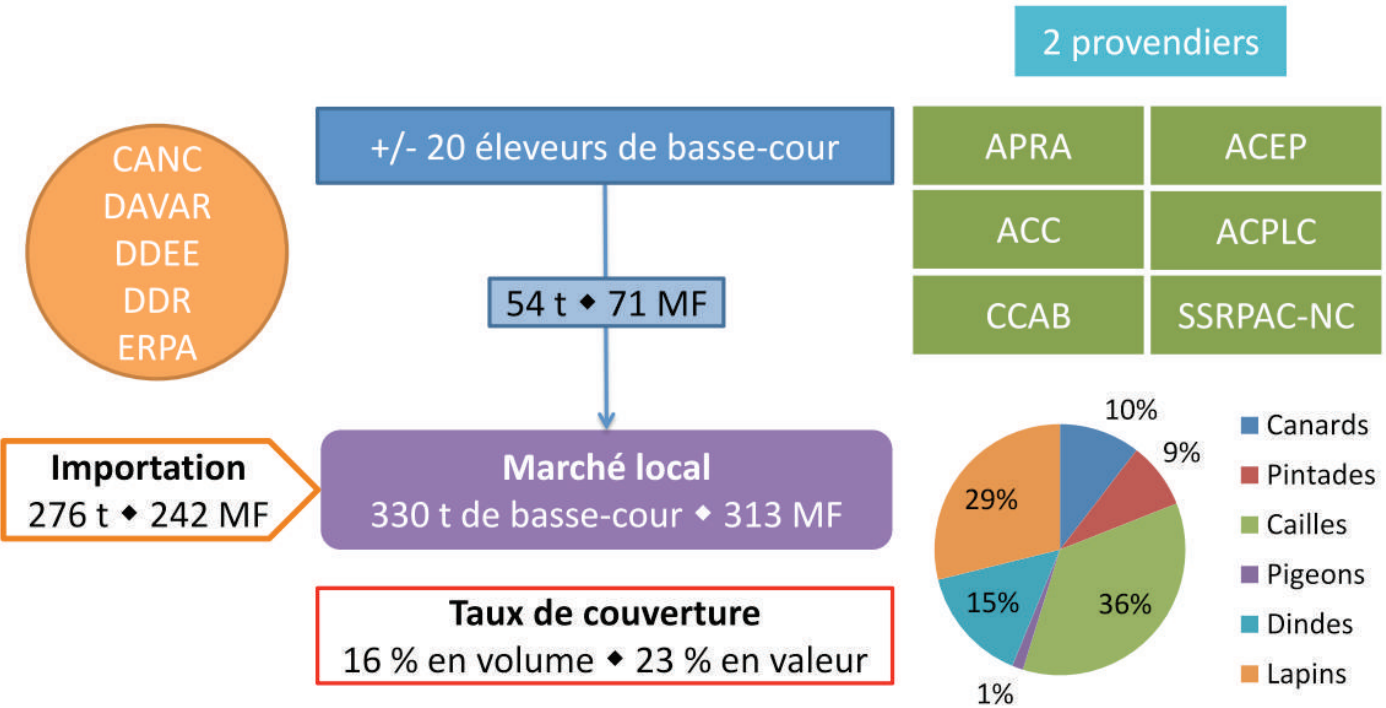 2 provendiers
CANC
DAVAR
DDEE
DDR
ERPA
+/- 20 éleveurs de basse-cour
54 t ◆ 71 MF
APRA
ACEP
ACC
ACPLC
CCAB
SSRPAC-NC
Importation
276 t ◆ 242 MF
Marché local
330 t de basse-cour ◆ 313 MF
Taux de couverture
16 % en volume ◆ 23 % en valeur
10%
9%
36%
1%
15%
29%
Canards
Pintades
Cailles
Pigeons
Dindes
Lapins